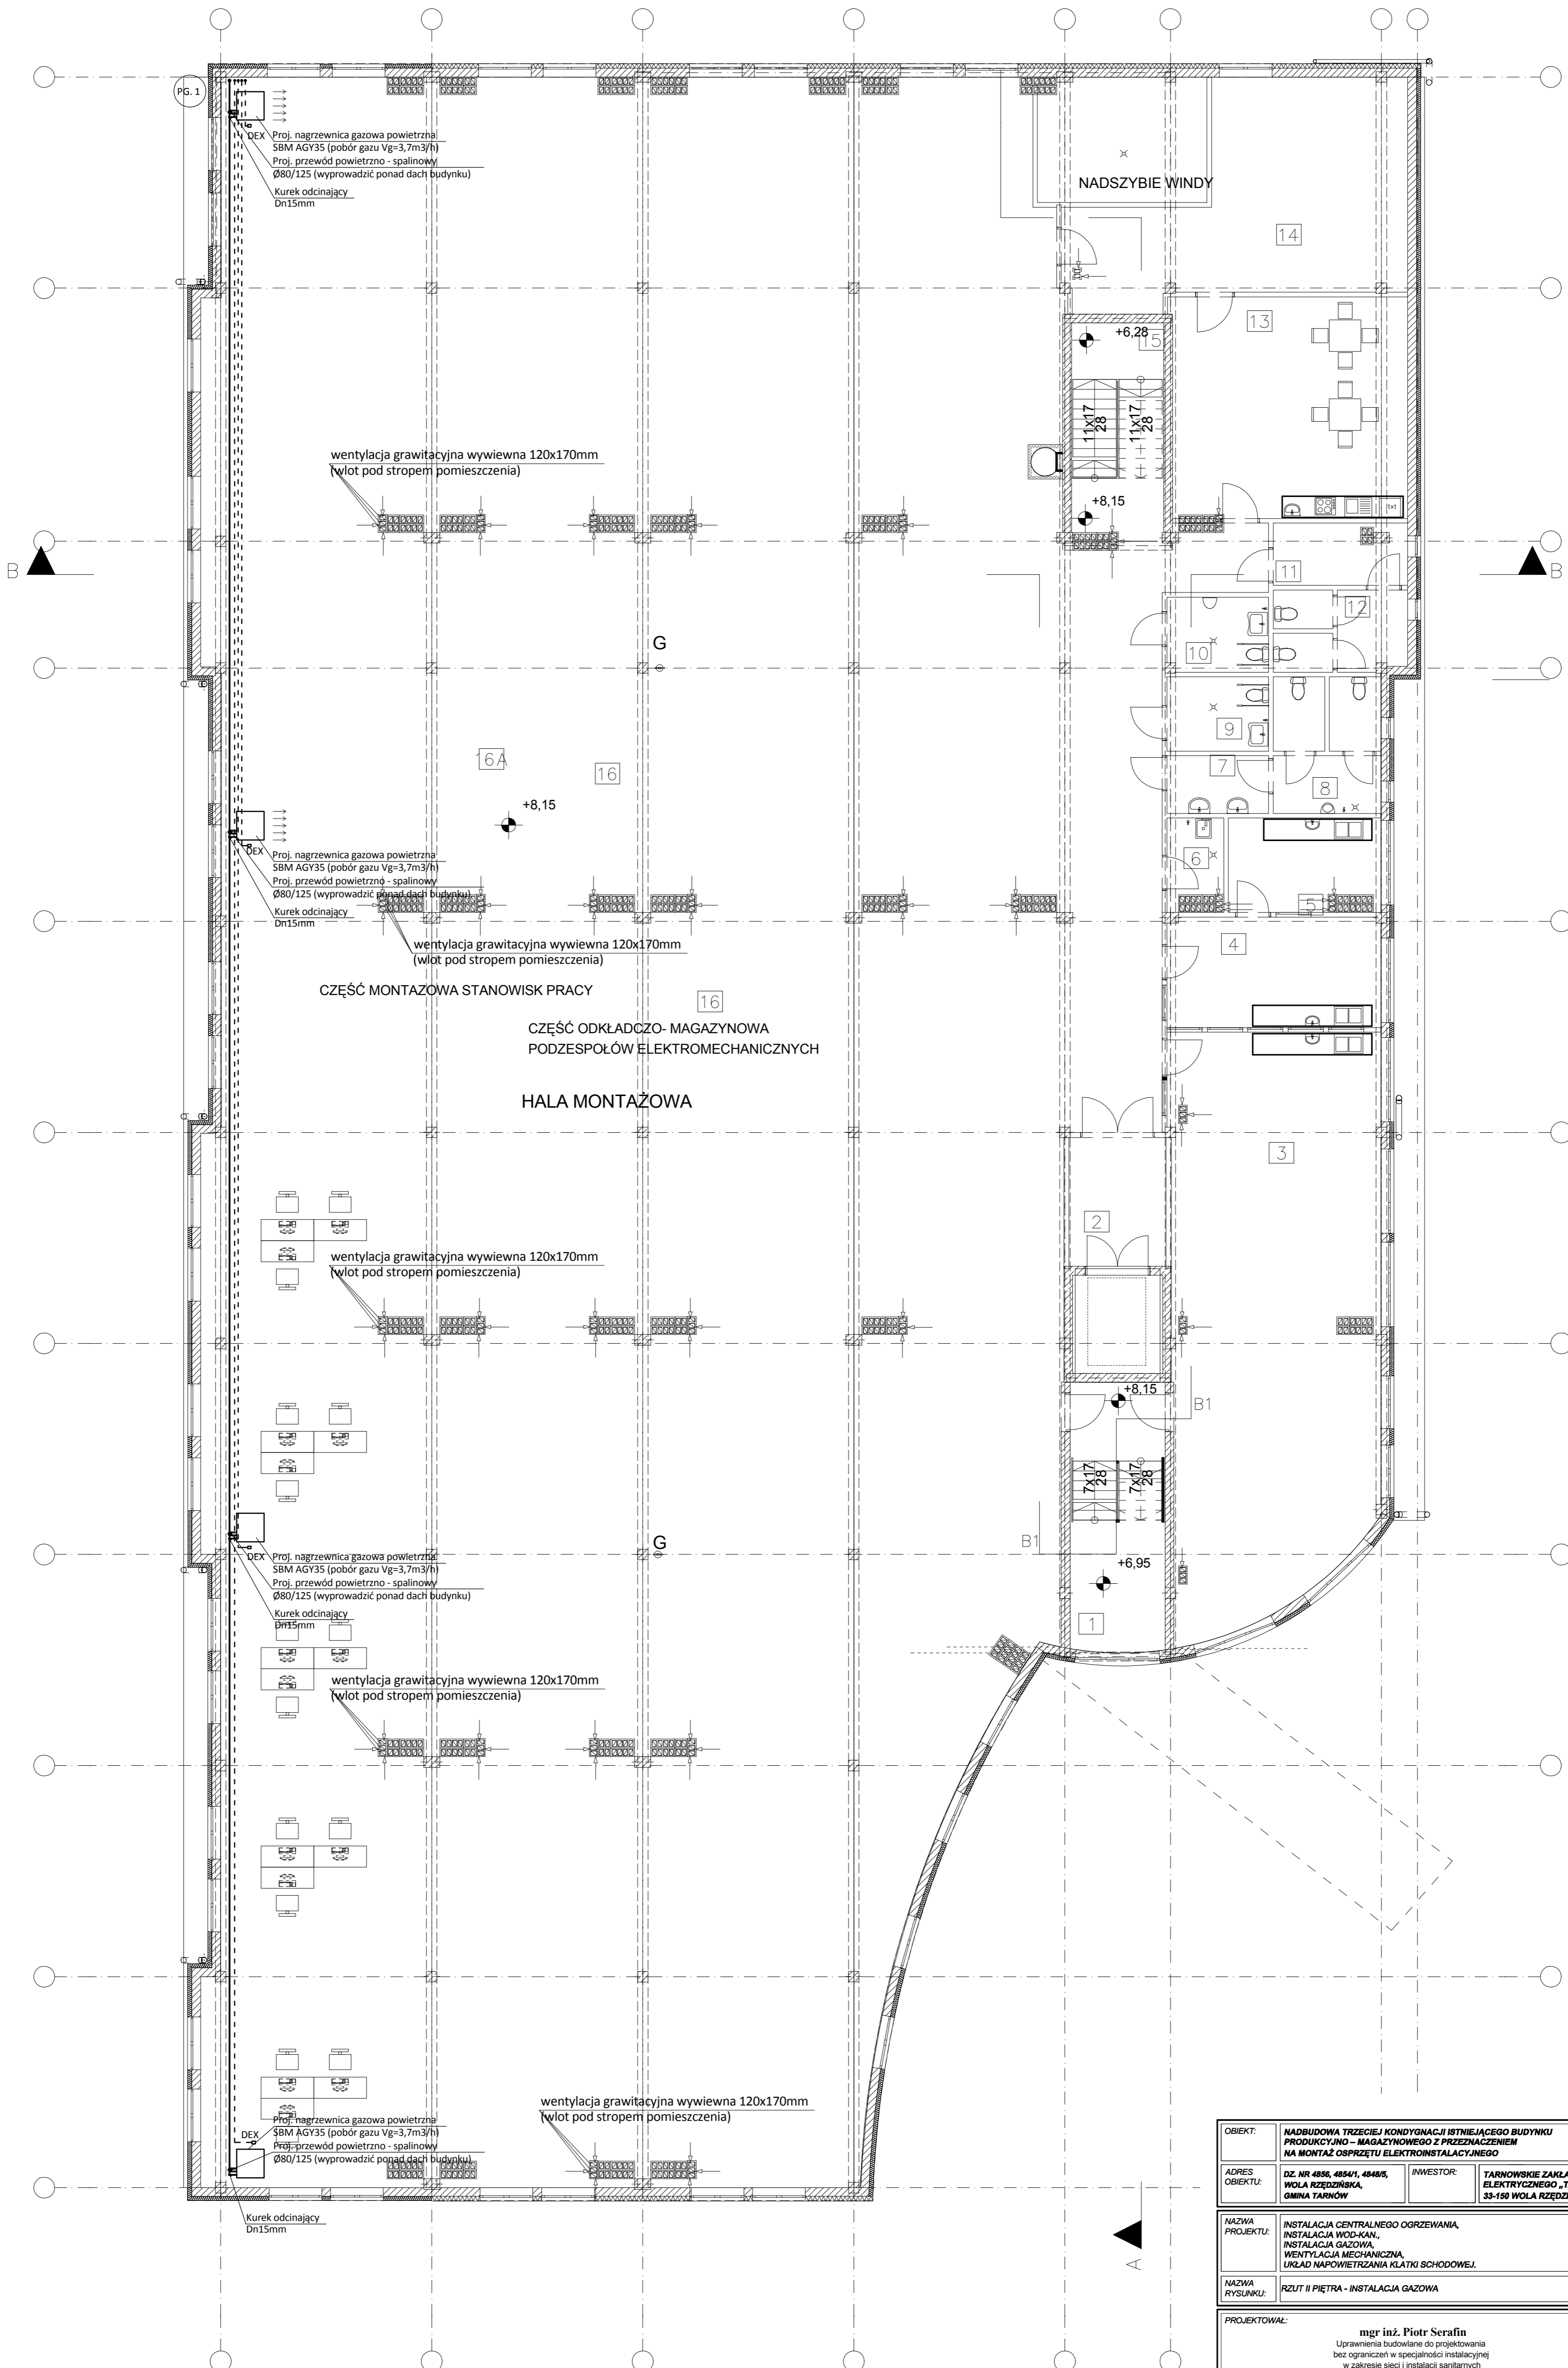 PG. 1
DEX
Proj. nagrzewnica gazowa powietrzna
SBM AGY35 (pobór gazu Vg=3,7m3/h)
Proj. przewód powietrzno - spalinowy
Ø80/125 (wyprowadzić ponad dach budynku)
Kurek odcinający
Dn15mm
NADSZYBIE WINDY
14
13
+6,28
15
11x17
28
11x17
28
wentylacja grawitacyjna wywiewna 120x170mm
(wlot pod stropem pomieszczenia)
+8,15
txt
B
B
11
12
G
10
9
16A
16
7
8
+8,15
DEX
Proj. nagrzewnica gazowa powietrzna
SBM AGY35 (pobór gazu Vg=3,7m3/h)
Proj. przewód powietrzno - spalinowy
Ø80/125 (wyprowadzić ponad dach budynku)
Kurek odcinający
Dn15mm
6
5
4
wentylacja grawitacyjna wywiewna 120x170mm
(wlot pod stropem pomieszczenia)
CZĘŚĆ MONTAZOWA STANOWISK PRACY
16
CZĘŚĆ ODKŁADCZO- MAGAZYNOWA
PODZESPOŁÓW ELEKTROMECHANICZNYCH
HALA MONTAŻOWA
3
2
wentylacja grawitacyjna wywiewna 120x170mm
(wlot pod stropem pomieszczenia)
+8,15
B1
7x17
28
7x17
28
B1
G
+6,95
1
DEX
Proj. nagrzewnica gazowa powietrzna
SBM AGY35 (pobór gazu Vg=3,7m3/h)
Proj. przewód powietrzno - spalinowy
Ø80/125 (wyprowadzić ponad dach budynku)
Kurek odcinający
Dn15mm
wentylacja grawitacyjna wywiewna 120x170mm
(wlot pod stropem pomieszczenia)
wentylacja grawitacyjna wywiewna 120x170mm
(wlot pod stropem pomieszczenia)
DEX
Proj. nagrzewnica gazowa powietrzna
SBM AGY35 (pobór gazu Vg=3,7m3/h)
Proj. przewód powietrzno - spalinowy
Ø80/125 (wyprowadzić ponad dach budynku)
Kurek odcinający
Dn15mm
A
OBIEKT:
NADBUDOWA TRZECIEJ KONDYGNACJI ISTNIEJĄCEGO BUDYNKU
PRODUKCYJNO – MAGAZYNOWEGO Z PRZEZNACZENIEM
NA MONTAŻ OSPRZĘTU ELEKTROINSTALACYJNEGO
ADRES
OBIEKTU:
DZ. NR 4856, 4854/1, 4848/5,
WOLA RZĘDZIŃSKA,
GMINA TARNÓW
INWESTOR:
TARNOWSKIE ZAKŁA
ELEKTRYCZNEGO „T
33-150 WOLA RZĘDZI
NAZWA
PROJEKTU:
INSTALACJA CENTRALNEGO OGRZEWANIA,
INSTALACJA WOD-KAN.,
INSTALACJA GAZOWA,
WENTYLACJA MECHANICZNA,
UKŁAD NAPOWIETRZANIA KLATKI SCHODOWEJ.
NAZWA
RYSUNKU:
RZUT II PIĘTRA - INSTALACJA GAZOWA
PROJEKTOWAŁ:
mgr inż. Piotr Serafin
Uprawnienia budowlane do projektowania
bez ograniczeń w specjalności instalacyjnej
w zakresie sieci i instalacji sanitarnych